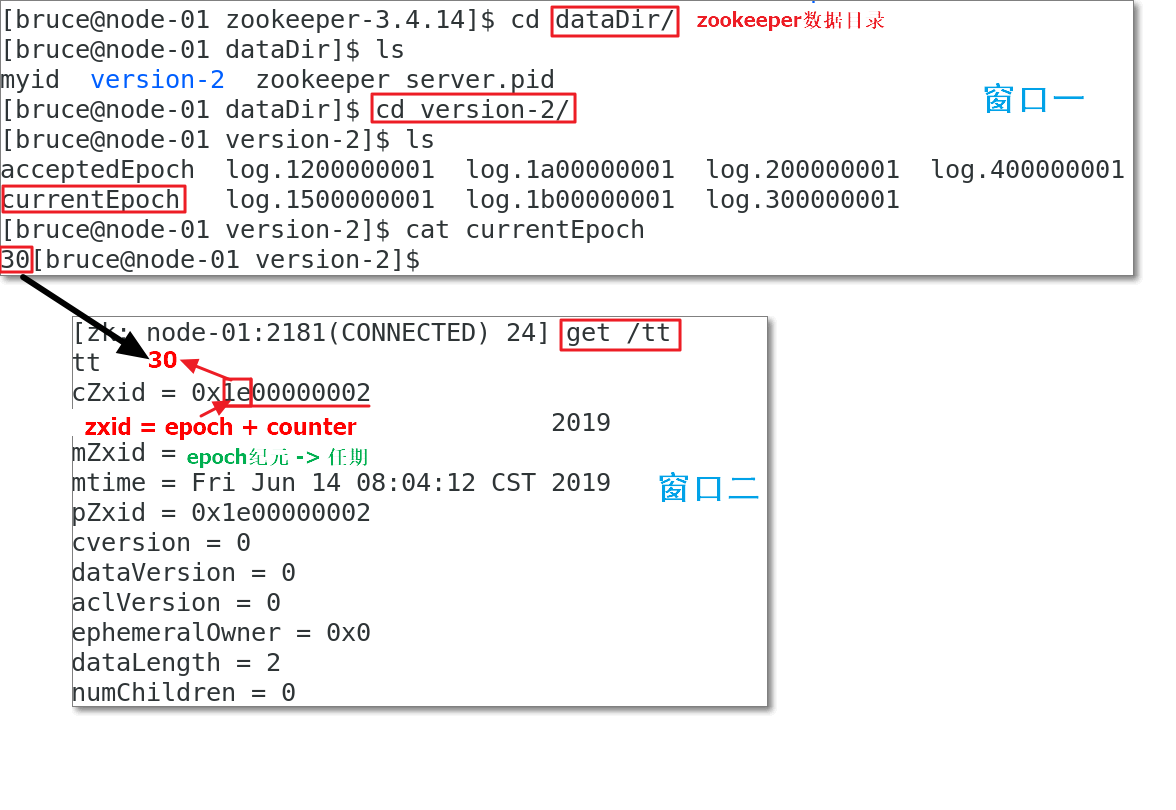 [bruce@node-01 zookeeper-3.4.14]$ cd dataDir/ zookeeper数据目录
[bruce@node-01 dataDir]$ ls
myid version-2 zookeeper_server.pid
窗口一
[bruce@node-01 dataDir]$ cd version-2/
[bruce@node-01 version-2]$ ls
acceptedEpoch log.1200000001 log.1a00000001 log.200000001 log.400000001
currentEpoch log.1500000001 log.1b00000001 log.300000001
[bruce@node-01 version-2]$ cat currentEpoch
30[bruce@node-01 version-2]$
[zk: node-01:2181(CONNECTED) 24] get /tt
tt 30
cZxid = 0x1e00000002
2019
zxid = epoch + counter
mZxid = epoch纪元 -> 任期
mtime = Fri Jun 14 08:04:12 CST 2019
窗口二
pZxid = 0x1e00000002
cversion = 0
dataVersion = 0
aclVersion = 0
ephemeralOwner = 0x0
dataLength = 2
numChildren = 0